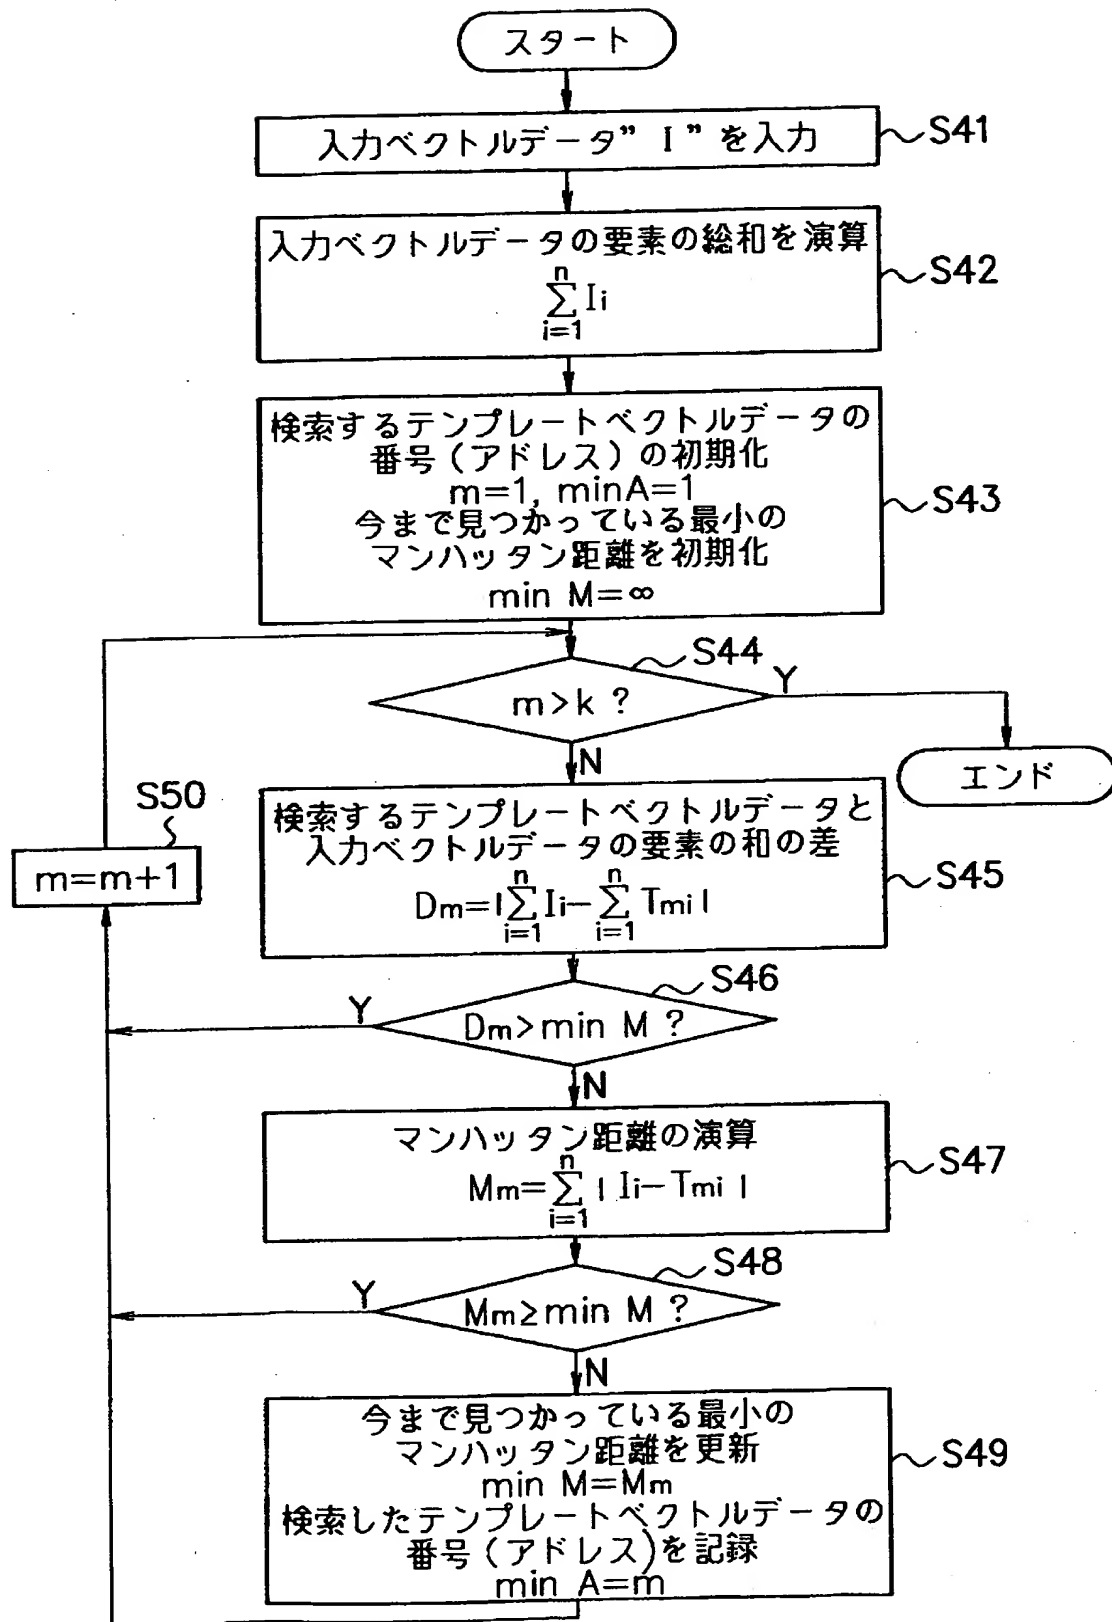 スタート
入力ベクトルデータ” I ”を入力
S41
入力ベクトルデータの要素の総和を演算
n
∑ Ii
i=1
S42
検索するテンプレートベクトルデータの
番号(アドレス)の初期化
m=1, minA=1
今まで見つかっている最小の
マンハッタン距離を初期化
min M=∞
S43
S44
m>k ?
Y
N
エンド
S50
m=m+1
検索するテンプレートベクトルデータと
入力ベクトルデータの要素の和の差
n n
Dm=|∑ Ii-∑ Tmi|
i=1 i=1
S45
S46
Y
Dm>min M ?
N
マンハッタン距離の演算
n
Mm=∑ | Ii-Tmi |
i=1
S47
S48
Y
Mm≥min M ?
N
今まで見つかっている最小の
マンハッタン距離を更新
min M=Mm
検索したテンプレートベクトルデータの
番号(アドレス)を記録
min A=m
S49